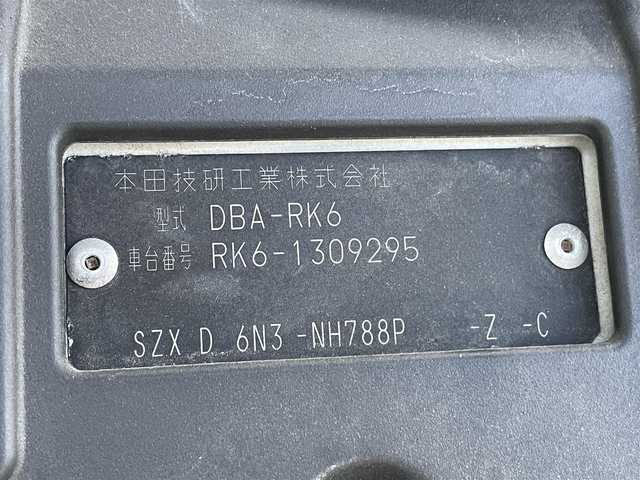 本田技研工業株式会社
型式 DBA-RK6
車台番号 RK6-1309295
SZX D 6N3 -NH788P -Z -C